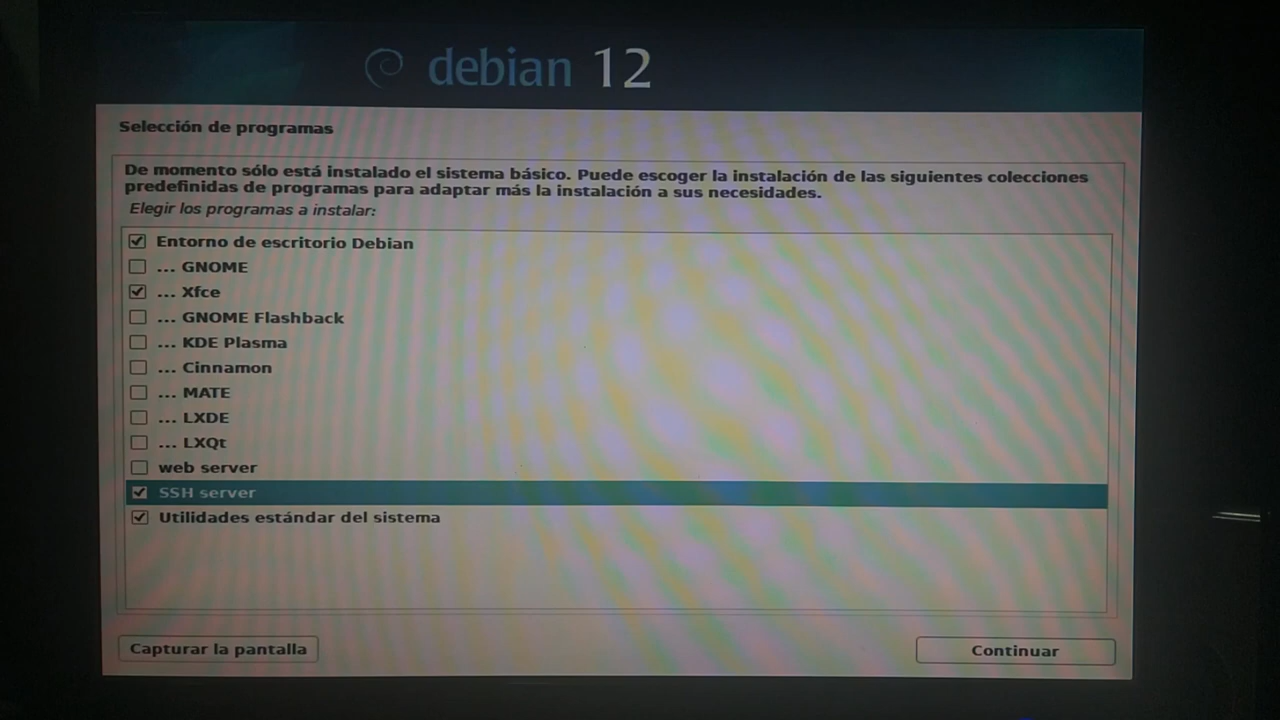 debian 12
Selección de programas
De momento sólo está instalado el sistema básico. Puede escoger la instalación de las siguientes colecciones
predefinidas de programas para adaptar más la instalación a sus necesidades.
Elegir los programas a instalar:
Entorno de escritorio Debian
... GNOME
... Xfce
... GNOME Flashback
... KDE Plasma
... Cinnamon
... MATE
... LXDE
... LXQt
web server
SSH server
Utilidades estándar del sistema
Capturar la pantalla
Continuar